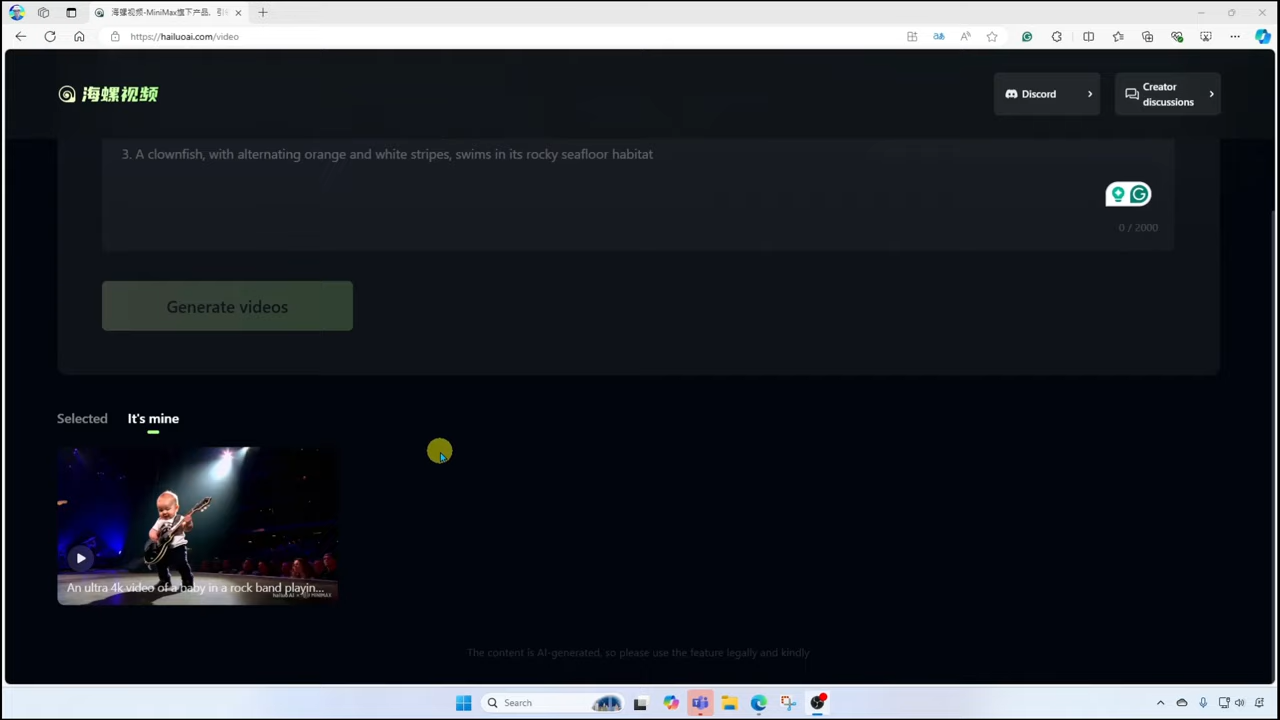 海螺视频-MiniMax旗下产品，引
https://hailuoai.com/video
海螺视频
Discord
Creator
discussions
3. A clownfish, with alternating orange and white stripes, swims in its rocky seafloor habitat
0 / 2000
Generate videos
Selected
It's mine
An ultra 4k video of a baby in a rock band playin...
The content is AI-generated, so please use the feature legally and kindly
Search